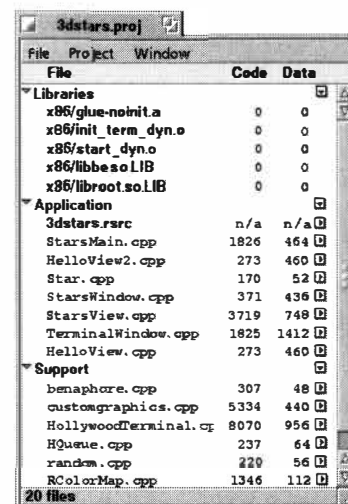 3dstars.proj
File Project Window
File Code Data
Libraries
x86/glue-noinit.a 0 0
x86/init_term_dyn.o 0 0
x86/start_dyn.o 0 0
x86/libbe.so.LIB 0 0
x86/libroot.so.LIB 0 0
Application
3dstars.rsrc n/a n/a
StarsMain.cpp 1826 464
HelloView2.cpp 273 460
Star.cpp 170 52
StarsWindow.cpp 371 436
StarsView.cpp 3719 748
TerminalWindow.cpp 1825 1412
HelloView.cpp 273 460
Support
benaphore.cpp 307 48
customgraphics.cpp 5334 440
HollywoodTerminal.cp 8070 956
HQueue.cpp 237 64
random.cpp 220 56
RColorMap.cpp 1346 112
20 files